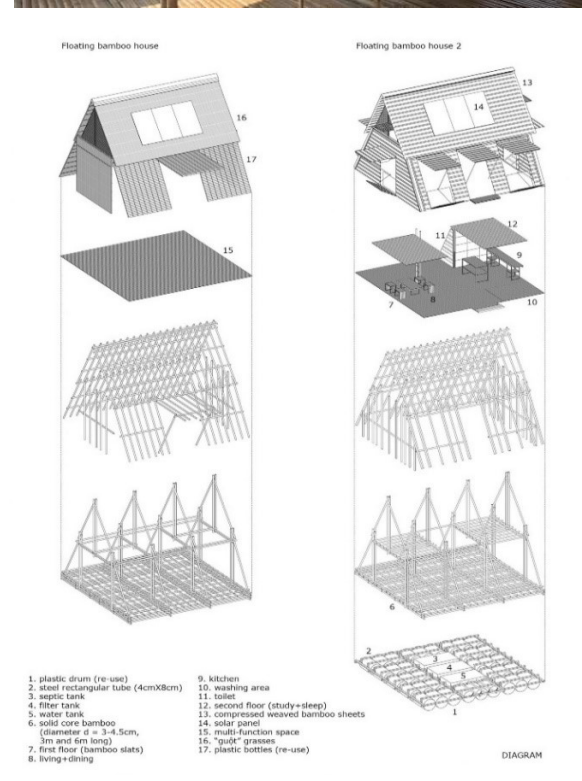 Floating bamboo house
Floating bamboo house 2
16
17
15
13
14
12
11
9
7
8
10
6
2
3
4
5
1
1. plastic drum (re-use)
2. steel rectangular tube (4cmX8cm)
3. septic tank
4. filter tank
5. water tank
6. solid core bamboo
(diameter d = 3-4.5cm,
3m and 6m long)
7. first floor (bamboo slats)
8. living+dining
9. kitchen
10. washing area
11. toilet
12. second floor (study+sleep)
13. compressed weaved bamboo sheets
14. solar panel
15. multi-function space
16. "guột" grasses
17. plastic bottles (re-use)
DIAGRAM